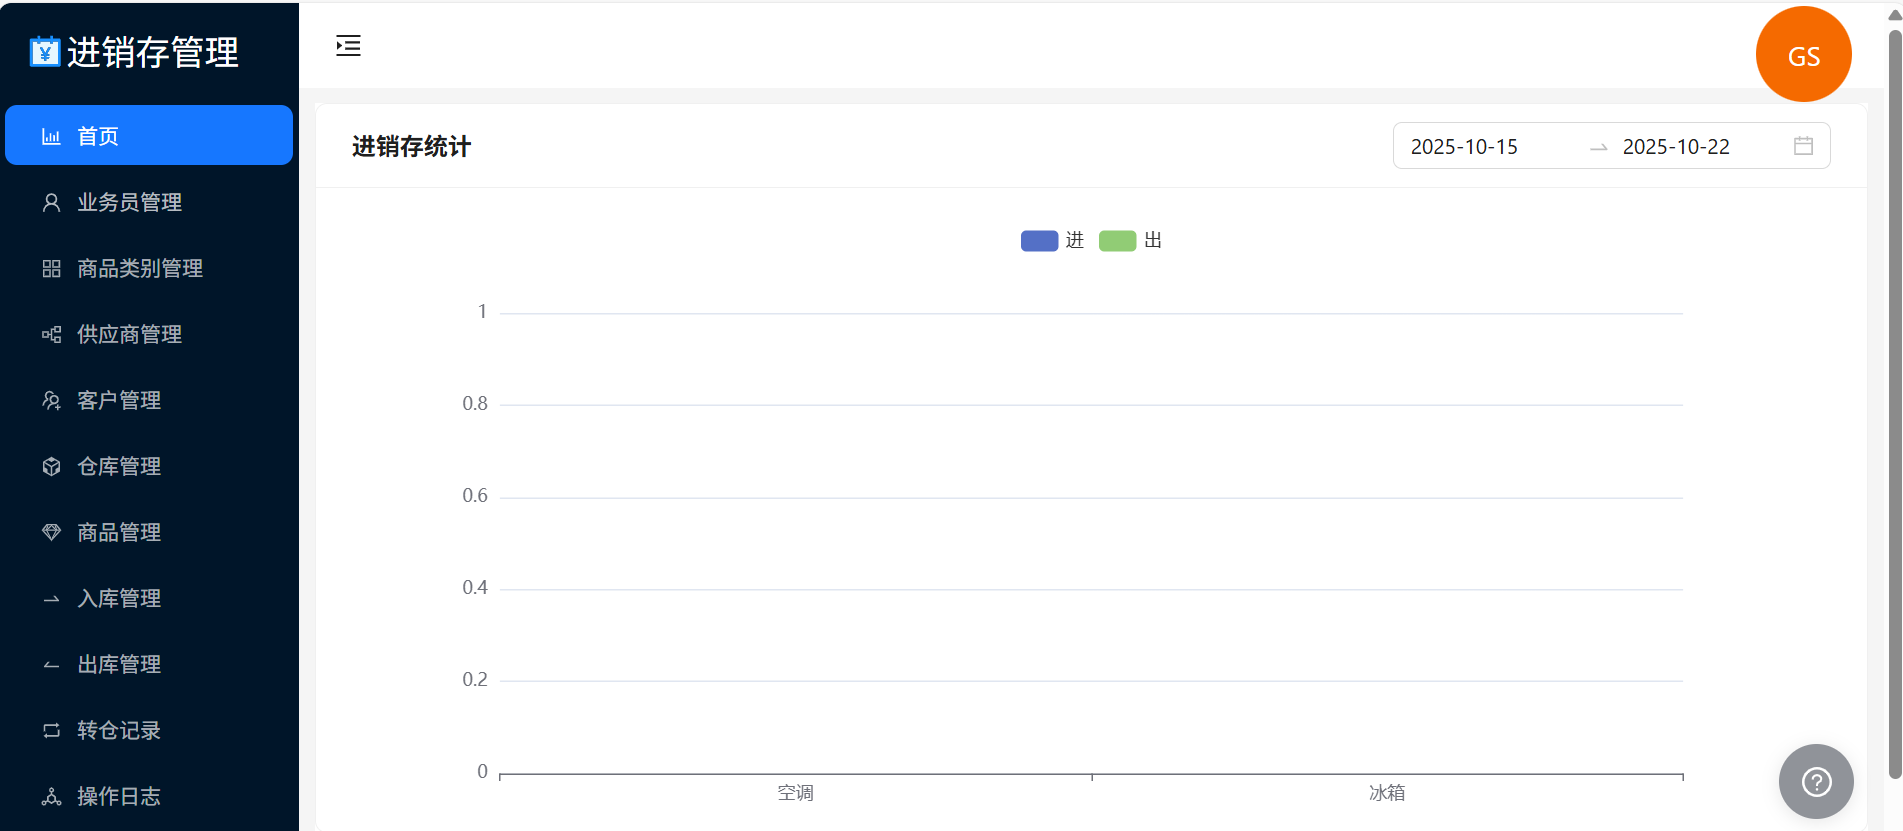 进销存管理
GS
首页
业务员管理
商品类别管理
供应商管理
客户管理
仓库管理
商品管理
入库管理
出库管理
转仓记录
操作日志
进销存统计
2025-10-15
2025-10-22
进
出
1
0.8
0.6
0.4
0.2
0
空调
冰箱